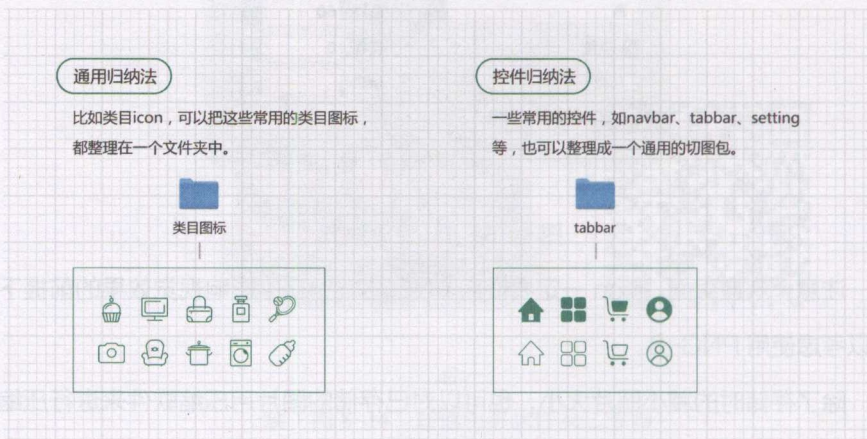 通用归纳法
比如类目icon，可以把这些常用的类目图标，
都整理在一个文件夹中。
类目图标
控件归纳法
一些常用的控件，如navbar、tabbar、setting
等，也可以整理成一个通用的切图包。
tabbar